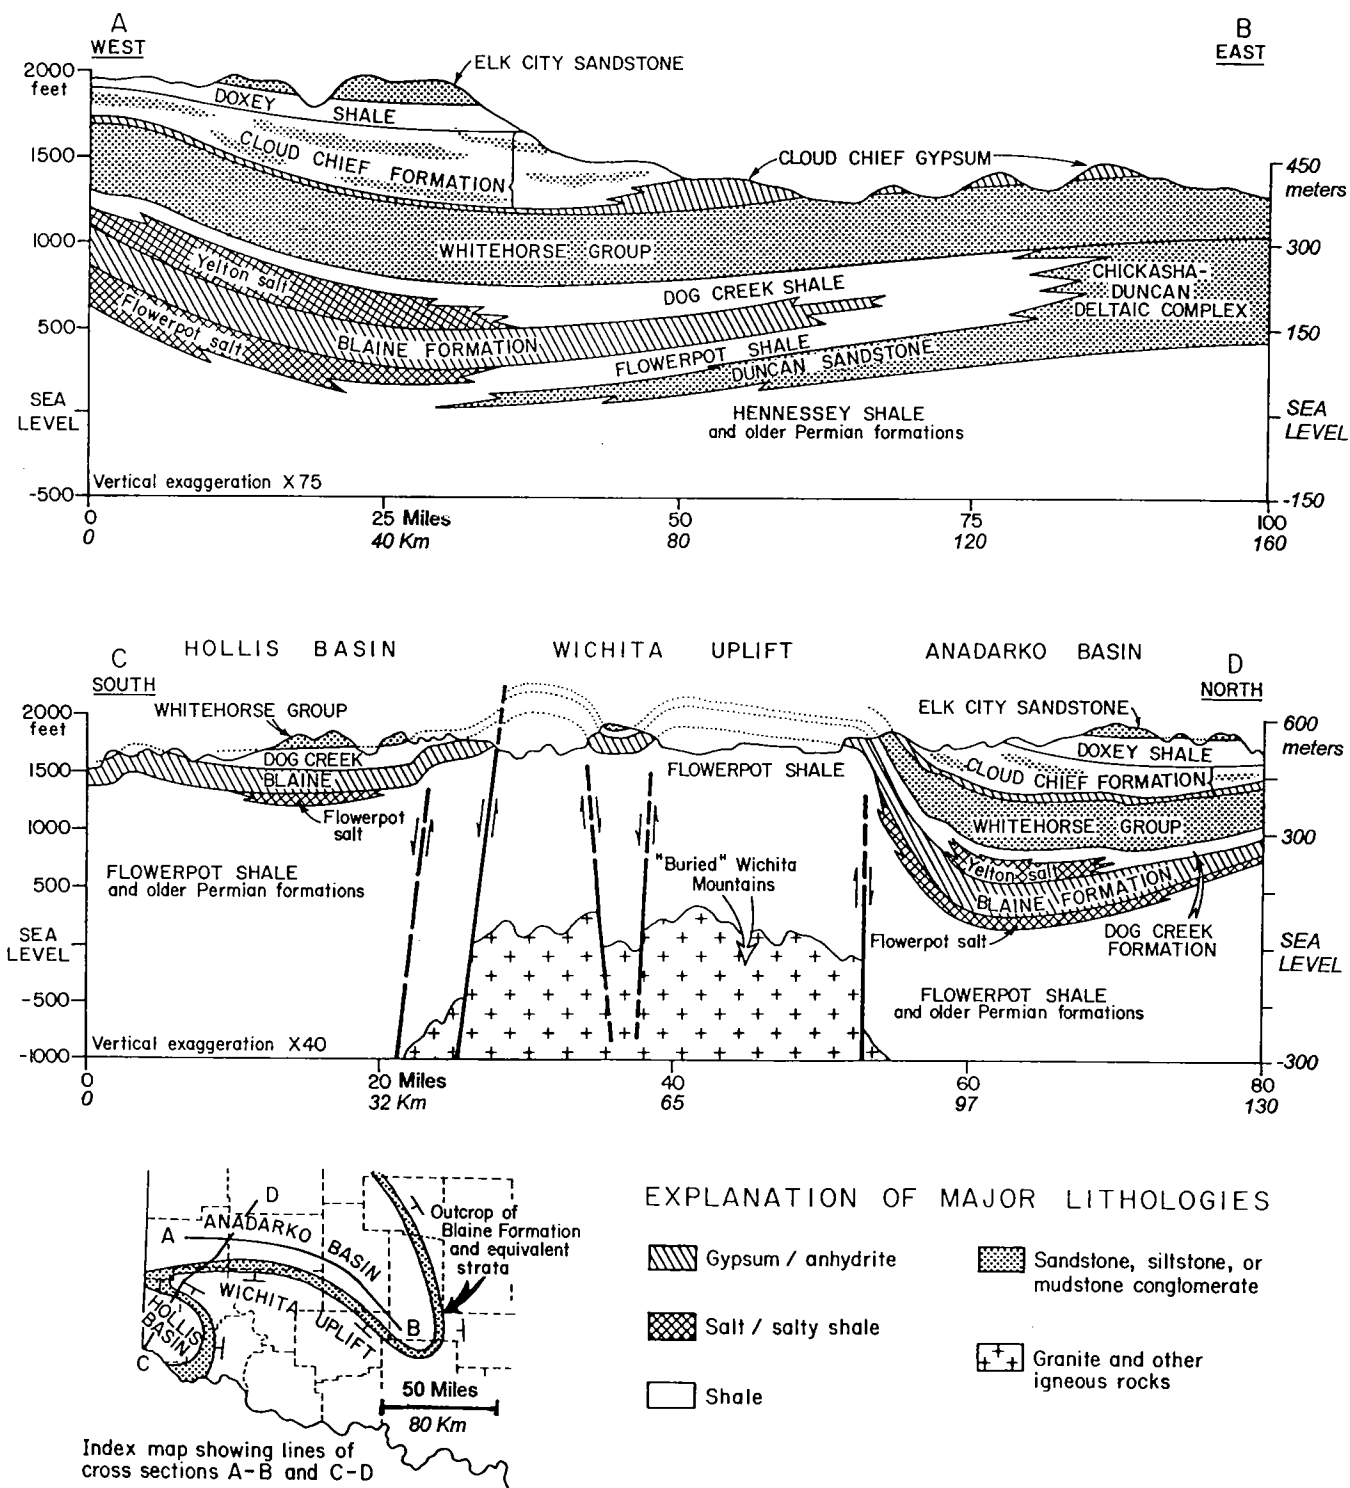 A
WEST
B
EAST
2000
feet
1500
1000
500
SEA
LEVEL
-500
ELK CITY SANDSTONE
DOXEY SHALE
CLOUD CHIEF FORMATION
CLOUD CHIEF GYPSUM
WHITEHORSE GROUP
Yelton salt
Flowerpot salt
BLAINE FORMATION
DOG CREEK SHALE
FLOWERPOT SHALE
DUNCAN SANDSTONE
CHICKASHA-
DUNCAN
DELTAIC COMPLEX
HENNESSEY SHALE
and older Permian formations
450
meters
300
150
SEA
LEVEL
-150
Vertical exaggeration X75
0 25 Miles 50 75 100
0 40 Km 80 120 160
HOLLIS BASIN WICHITA UPLIFT ANADARKO BASIN
C
SOUTH
D
NORTH
2000
feet
1500
1000
500
SEA
LEVEL
-500
-1000
WHITEHORSE GROUP
DOG CREEK
BLAINE
Flowerpot
salt
FLOWERPOT SHALE
and older Permian formations
FLOWERPOT SHALE
"Buried" Wichita
Mountains
ELK CITY SANDSTONE
DOXEY SHALE
CLOUD CHIEF FORMATION
WHITEHORSE GROUP
Yelton salt
BLAINE FORMATION
Flowerpot salt
DOG CREEK
FORMATION
FLOWERPOT SHALE
and older Permian formations
600
meters
300
SEA
LEVEL
-300
Vertical exaggeration X40
0 20 Miles 40 60 80
0 32 Km 65 97 130
D
A
ANADARKO BASIN
WICHITA UPLIFT
HOLLIS
BASIN
C
B
Outcrop of
Blaine Formation
and equivalent
strata
50 Miles
80 Km
Index map showing lines of
cross sections A-B and C-D
EXPLANATION OF MAJOR LITHOLOGIES
Gypsum / anhydrite
Salt / salty shale
Shale
Sandstone, siltstone, or
mudstone conglomerate
Granite and other
igneous rocks